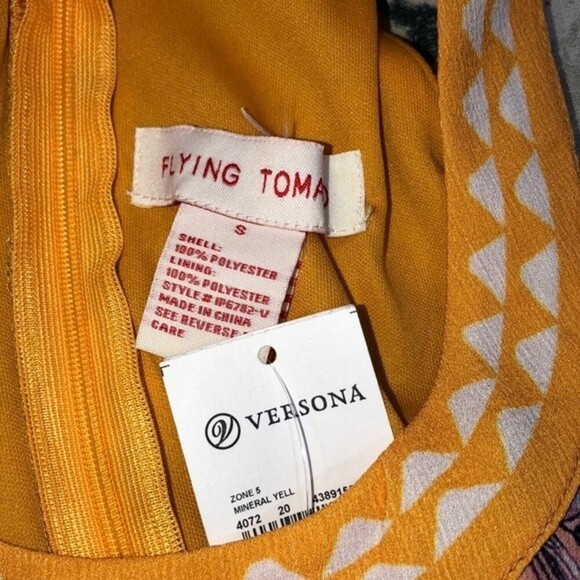 FLYING TOMA
S
SHELL:
100% POLYESTER
LINING:
100% POLYESTER
STYLE# IP6782-V
MADE IN CHINA
SEE REVERSE
CARE
VERSONA
ZONE 5
MINERAL YELL
4072 20 438915